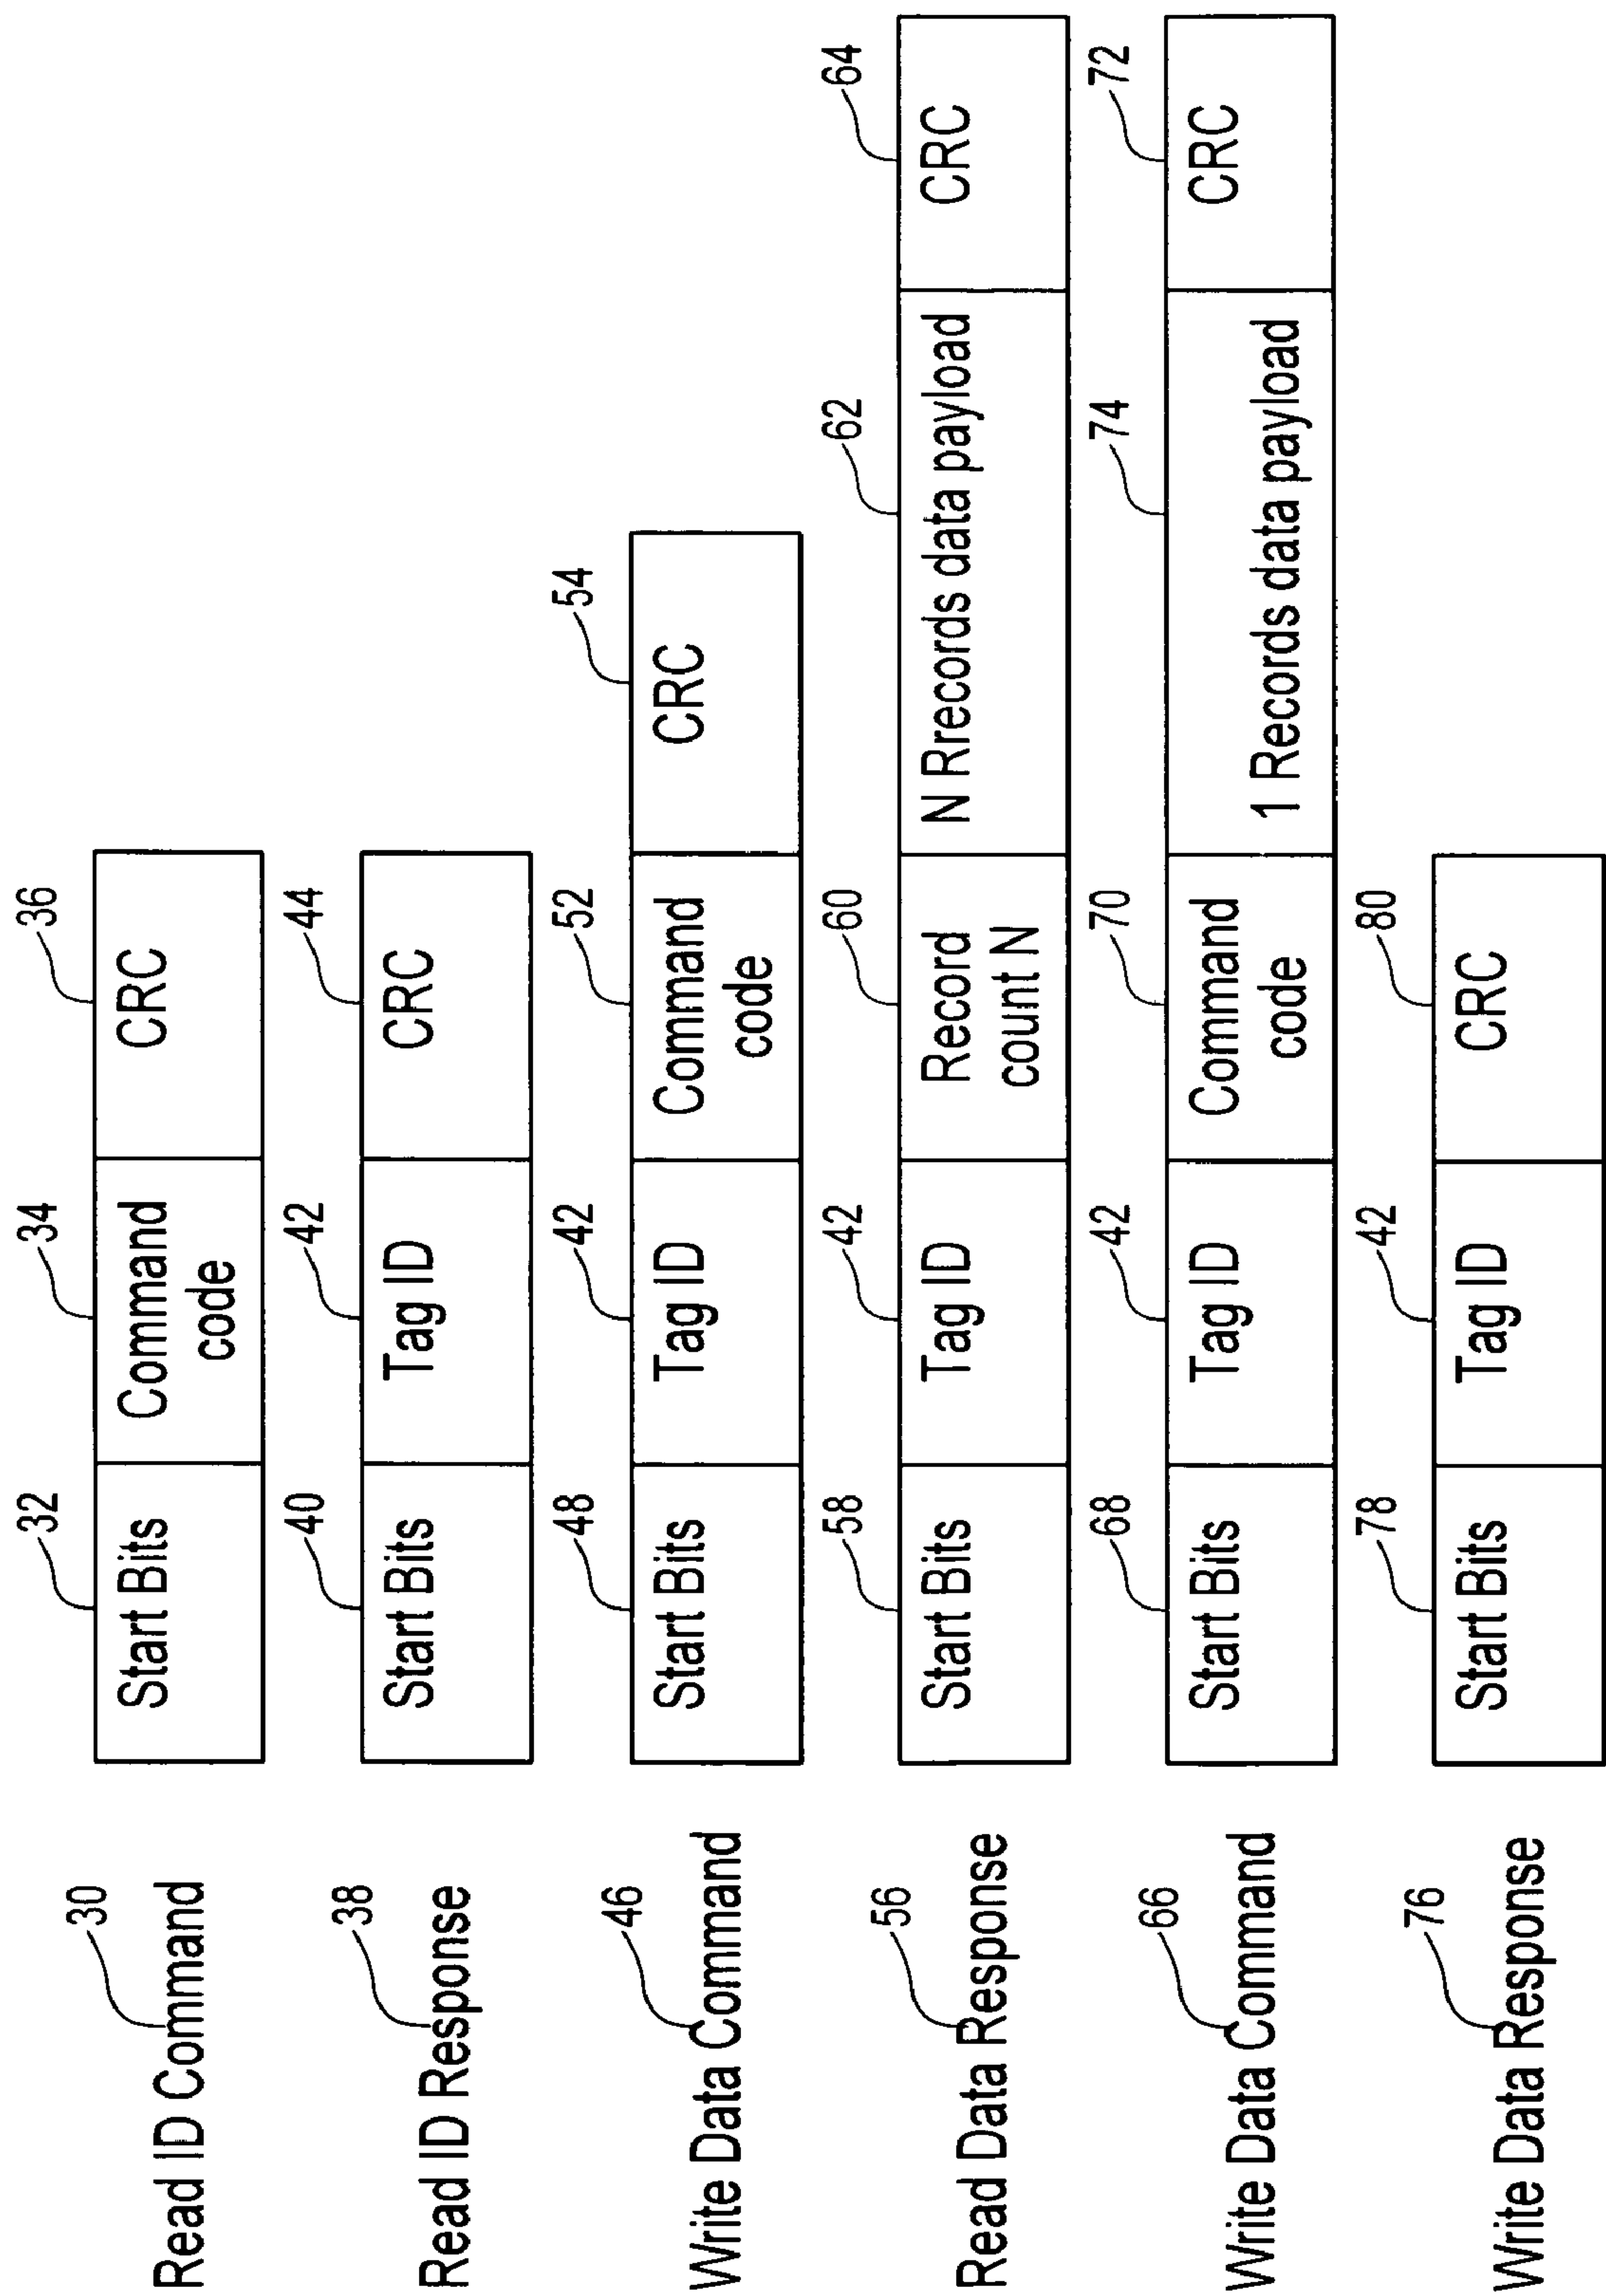 30
Read ID Command
32
34
36
Start Bits
Command
code
CRC
38
Read ID Response
40
42
44
Start Bits
Tag ID
CRC
46
Write Data Command
48
42
52
54
Start Bits
Tag ID
Command
code
CRC
56
Read Data Response
58
42
60
62
64
Start Bits
Tag ID
Record
count N
N Rrecords data payload
CRC
66
Write Data Command
68
42
70
74
72
Start Bits
Tag ID
Command
code
1 Records data payload
CRC
76
Write Data Response
78
42
80
Start Bits
Tag ID
CRC